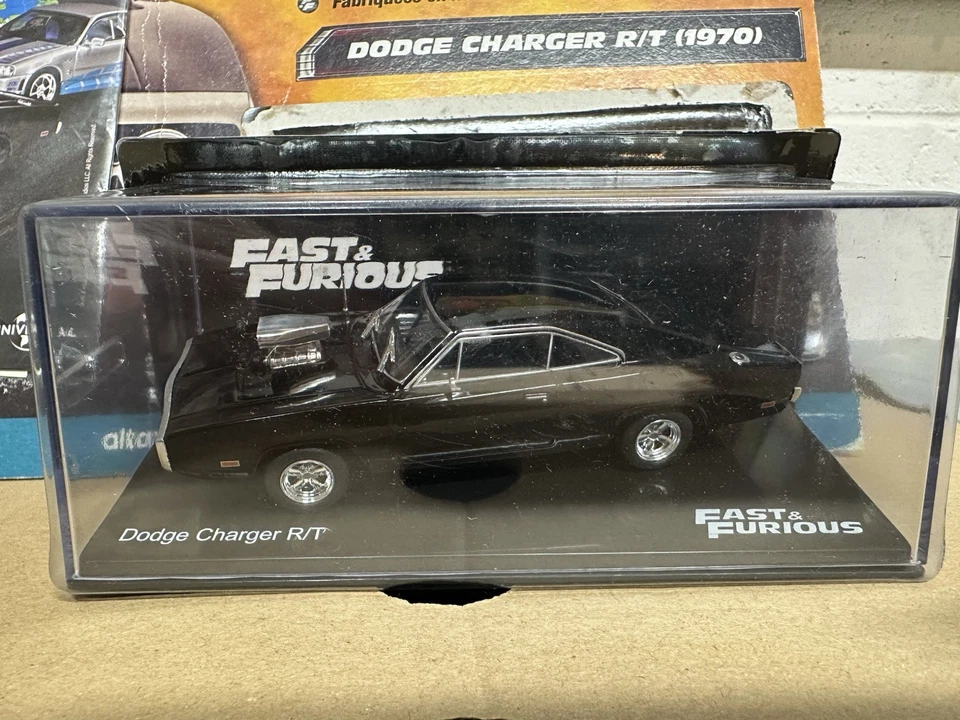 DODGE CHARGER R/T (1970)
FAST &
FURIOUS
altaya
Dodge Charger R/T
FAST &
FURIOUS